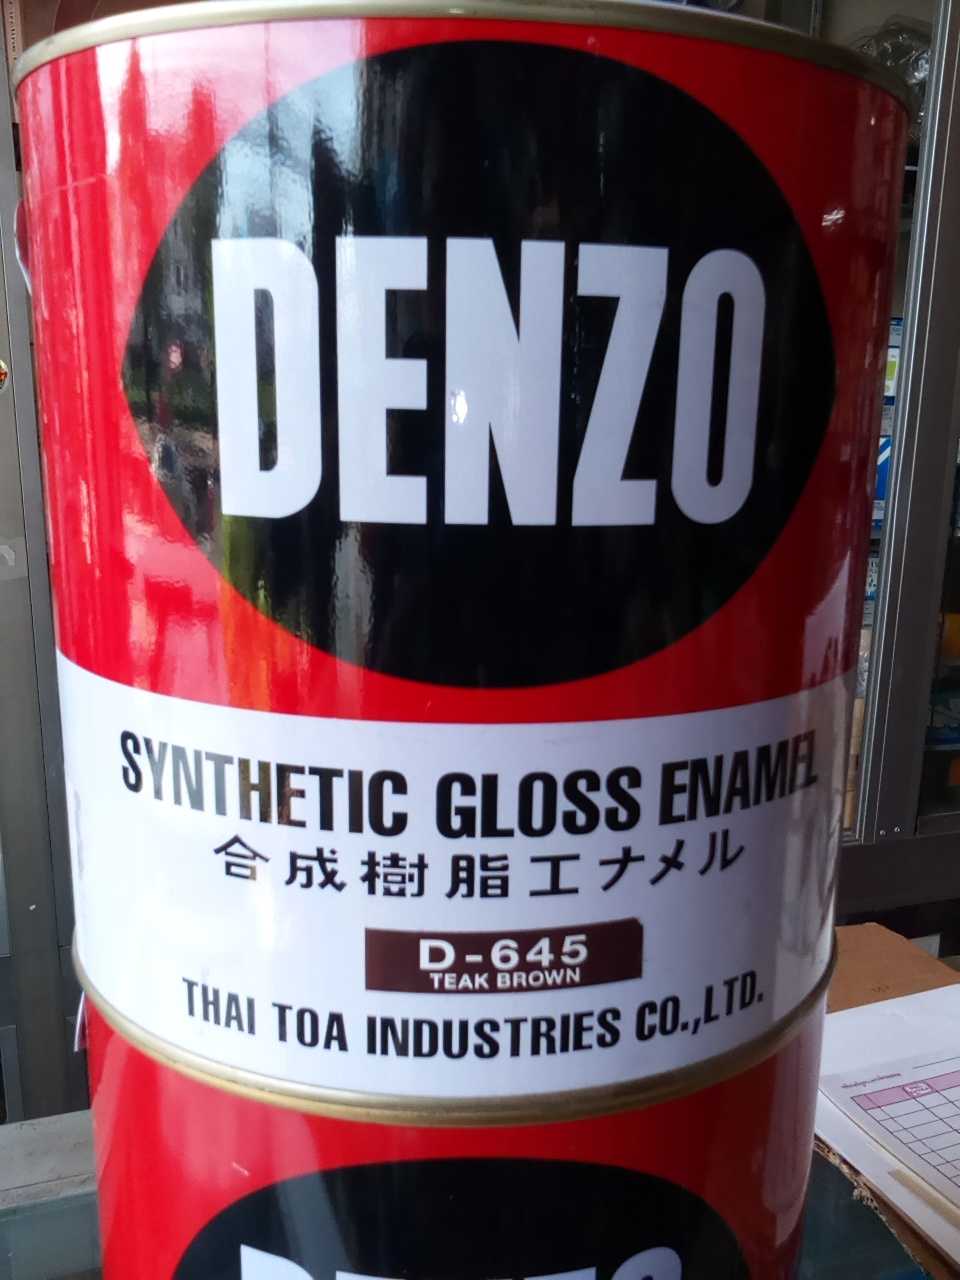 DENZO
SYNTHETIC GLOSS ENAMEL
合成樹脂エナメル
D-645
TEAK BROWN
THAI TOA INDUSTRIES CO.,LTD.